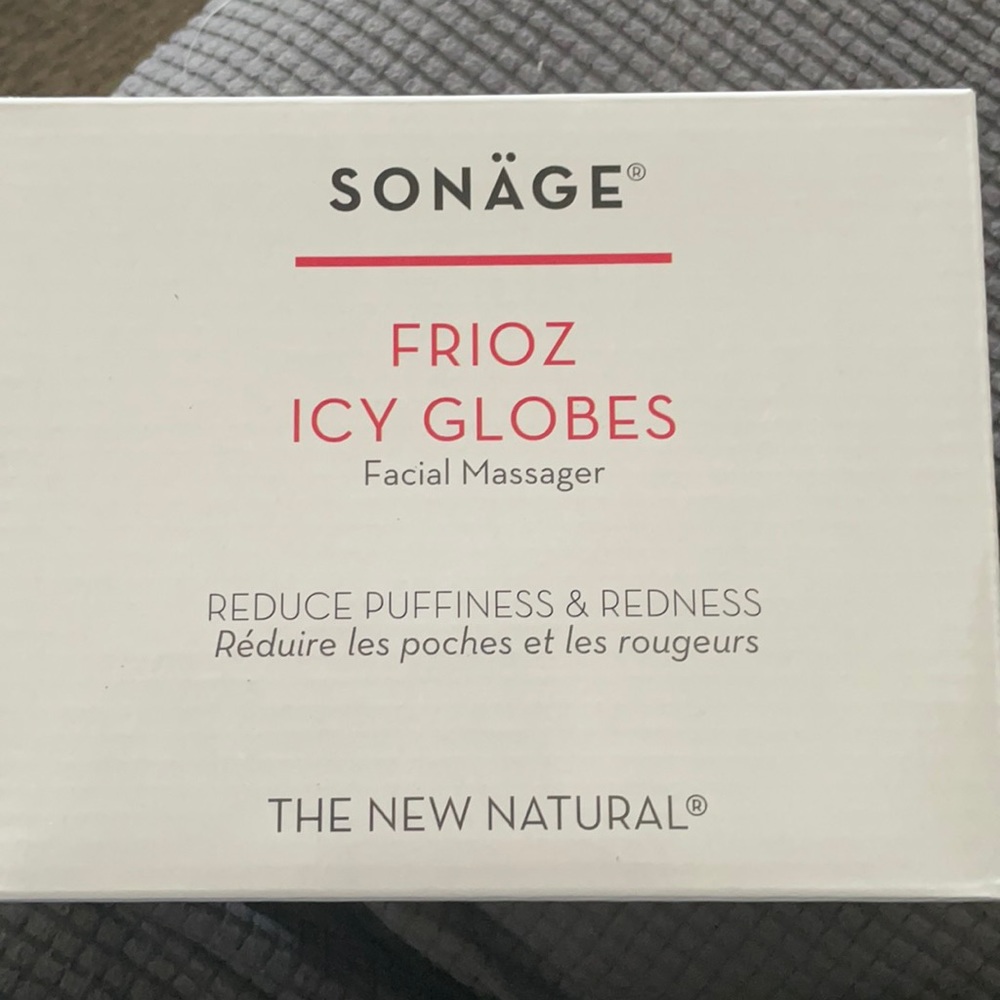 SONÄGE®
FRIOZ
ICY GLOBES
Facial Massager
REDUCE PUFFINESS & REDNESS
Réduire les poches et les rougeurs
THE NEW NATURAL®